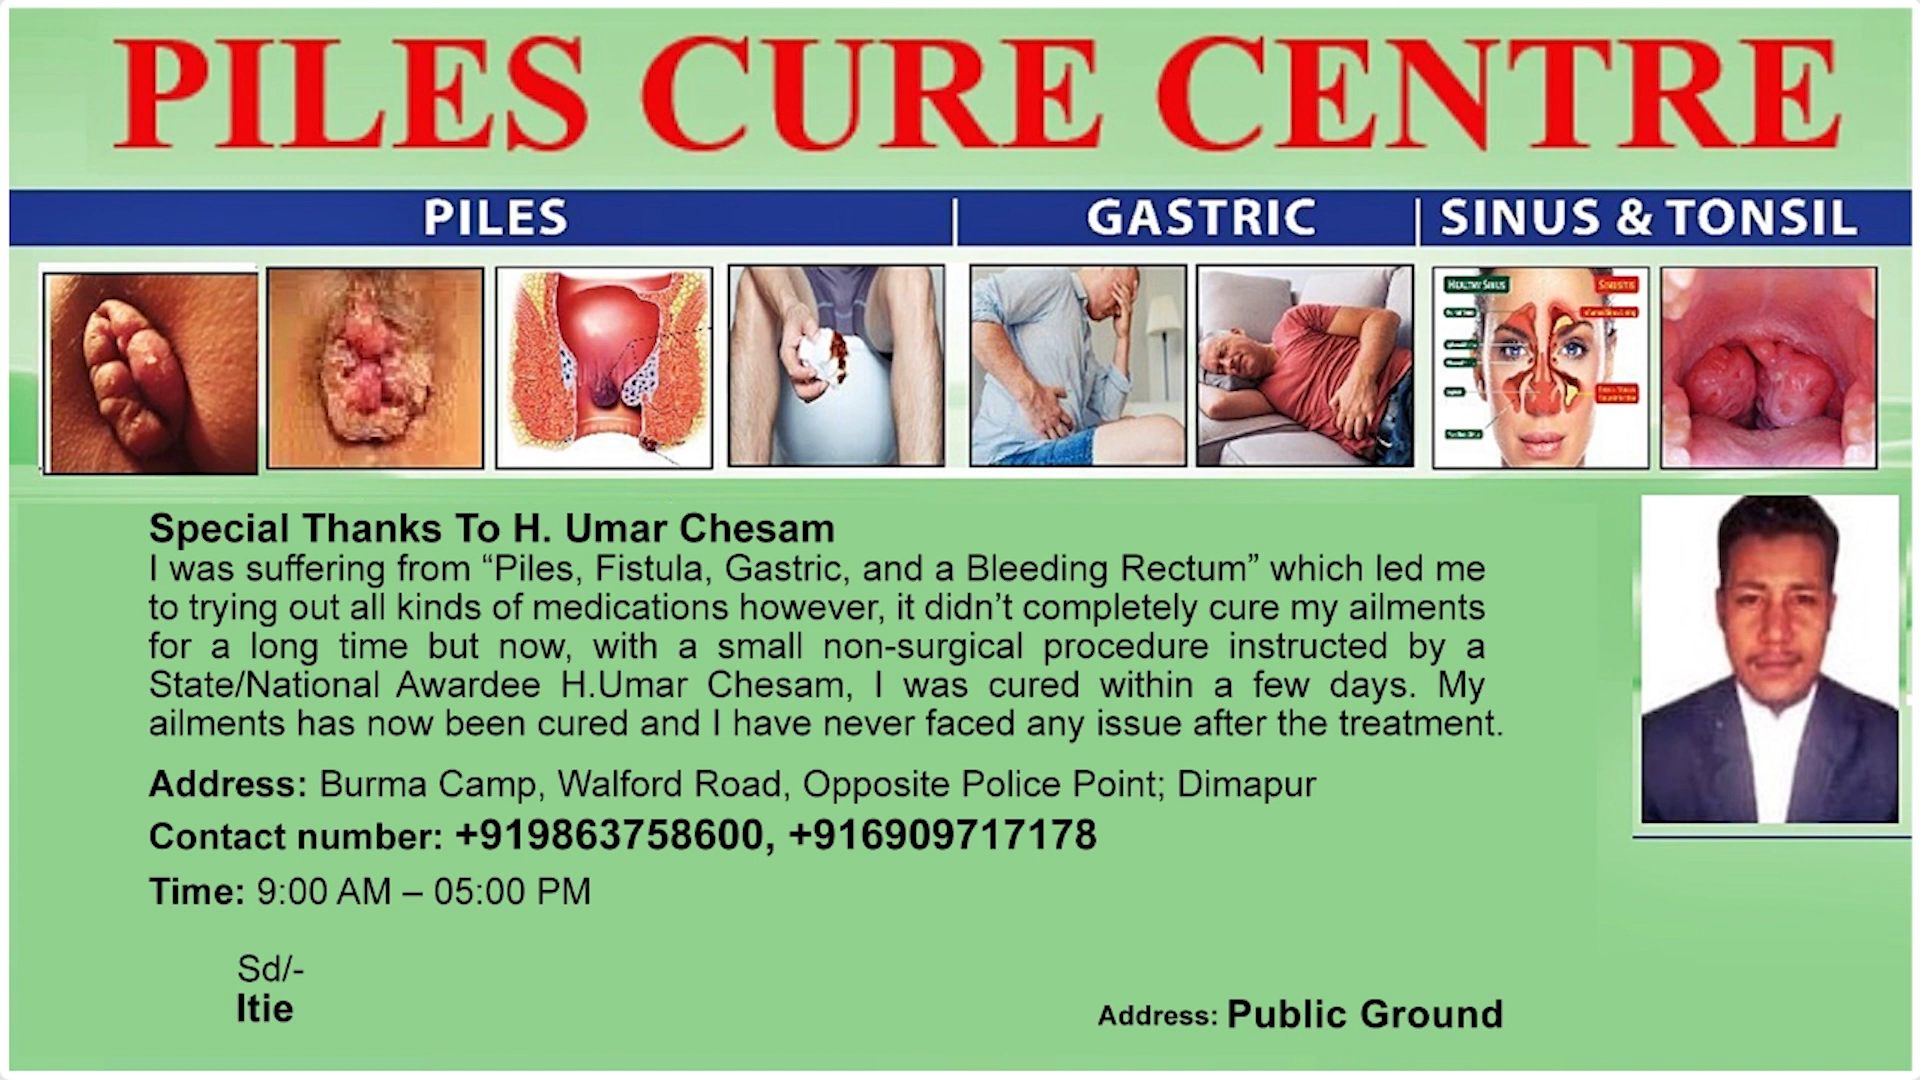 PILES CURE CENTRE
PILES | GASTRIC | SINUS & TONSIL
HEALTHY SINUS SINUSITIS
Special Thanks To H. Umar Chesam
I was suffering from “Piles, Fistula, Gastric, and a Bleeding Rectum” which led me
to trying out all kinds of medications however, it didn’t completely cure my ailments
for a long time but now, with a small non-surgical procedure instructed by a
State/National Awardee H.Umar Chesam, I was cured within a few days. My
ailments has now been cured and I have never faced any issue after the treatment.
Address: Burma Camp, Walford Road, Opposite Police Point; Dimapur
Contact number: +919863758600, +916909717178
Time: 9:00 AM – 05:00 PM
Sd/-
Itie
Address: Public Ground